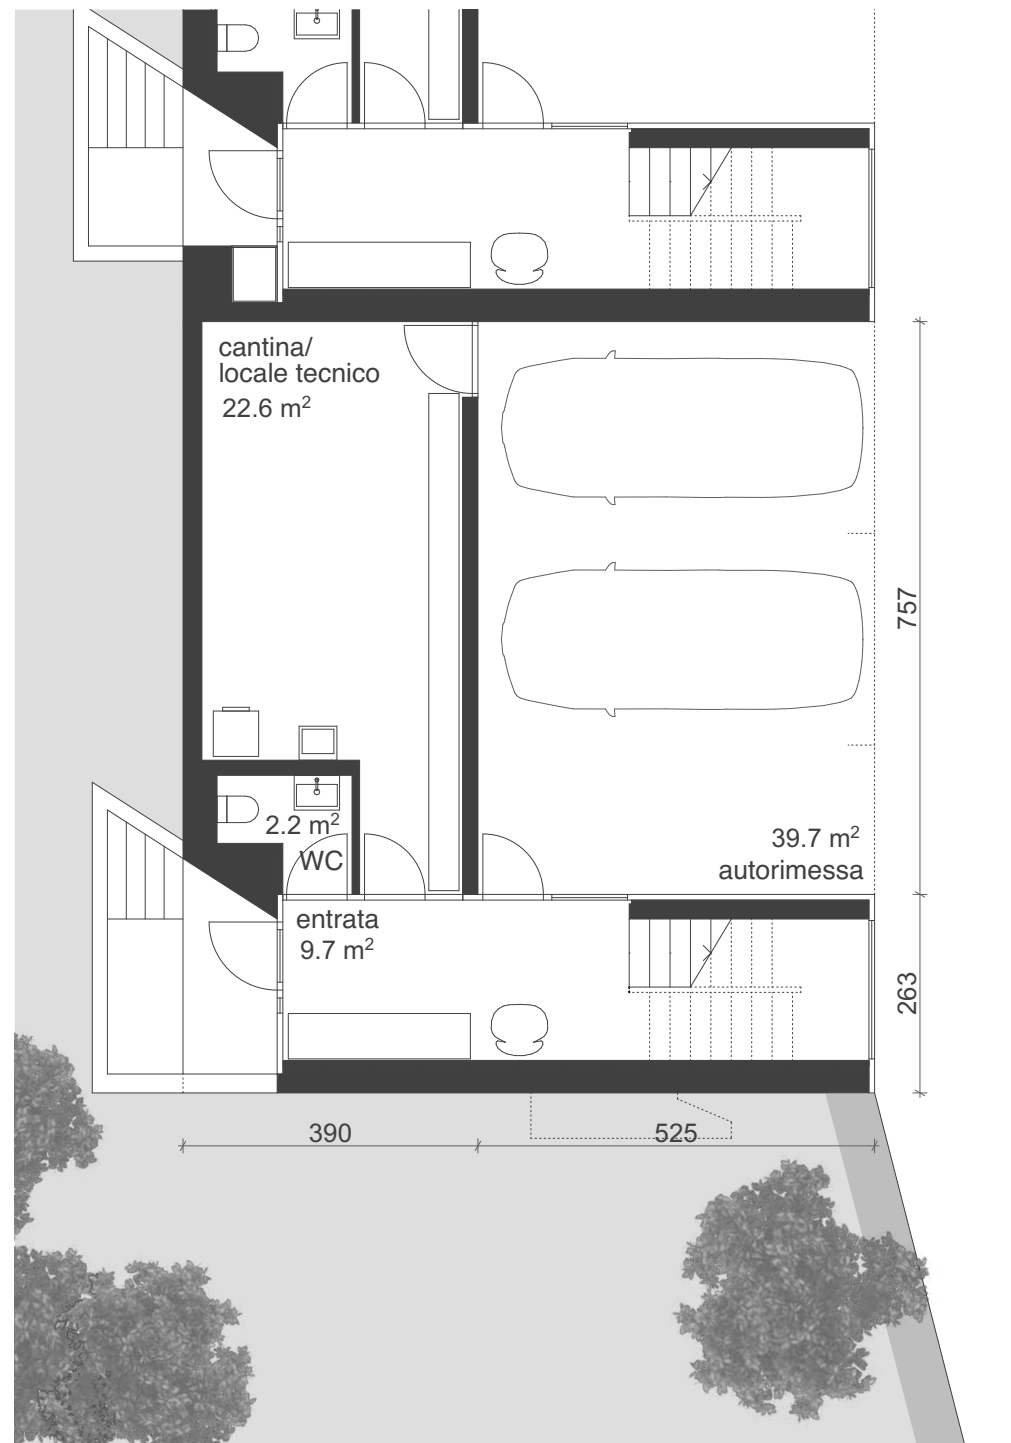 cantina/
locale tecnico
22.6 m²
757
2.2 m²
WC
39.7 m²
autorimessa
entrata
9.7 m²
263
390
525